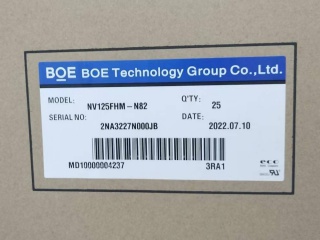 BOE BOE Technology Group Co.,Ltd.
MODEL: NV125FHM-N82 Q'TY: 25
SERIAL NO: 2NA3227N000JB DATE: 2022.07.10
MD10000004237 3RA1